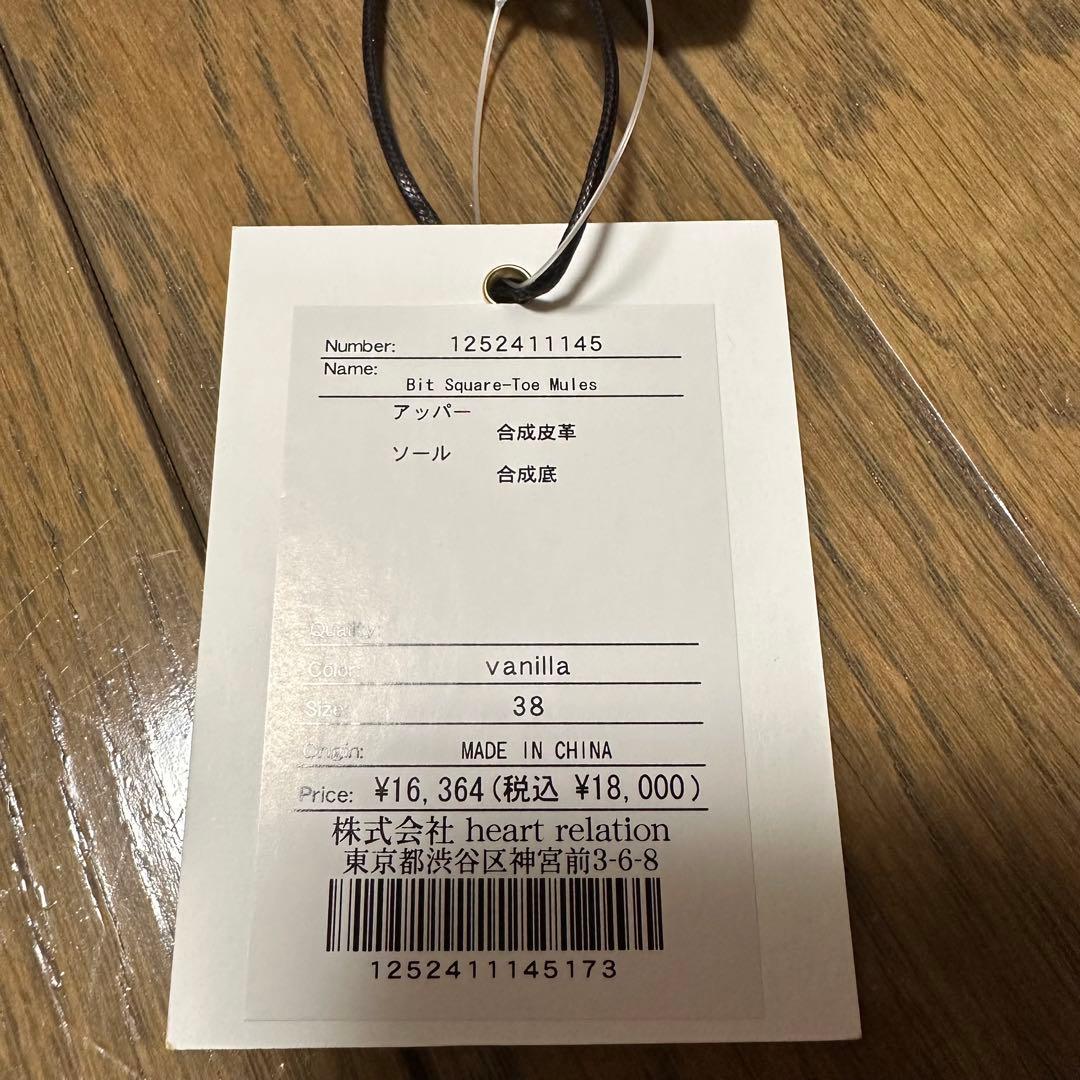 Number: 1252411145
Name:
Bit Square-Toe Mules
アッパー
合成皮革
ソール
合成底
Quality:
Color: vanilla
Size: 38
Origin: MADE IN CHINA
Price: ¥16,364(税込 ¥18,000)
株式会社 heart relation
東京都渋谷区神宮前3-6-8
1252411145173